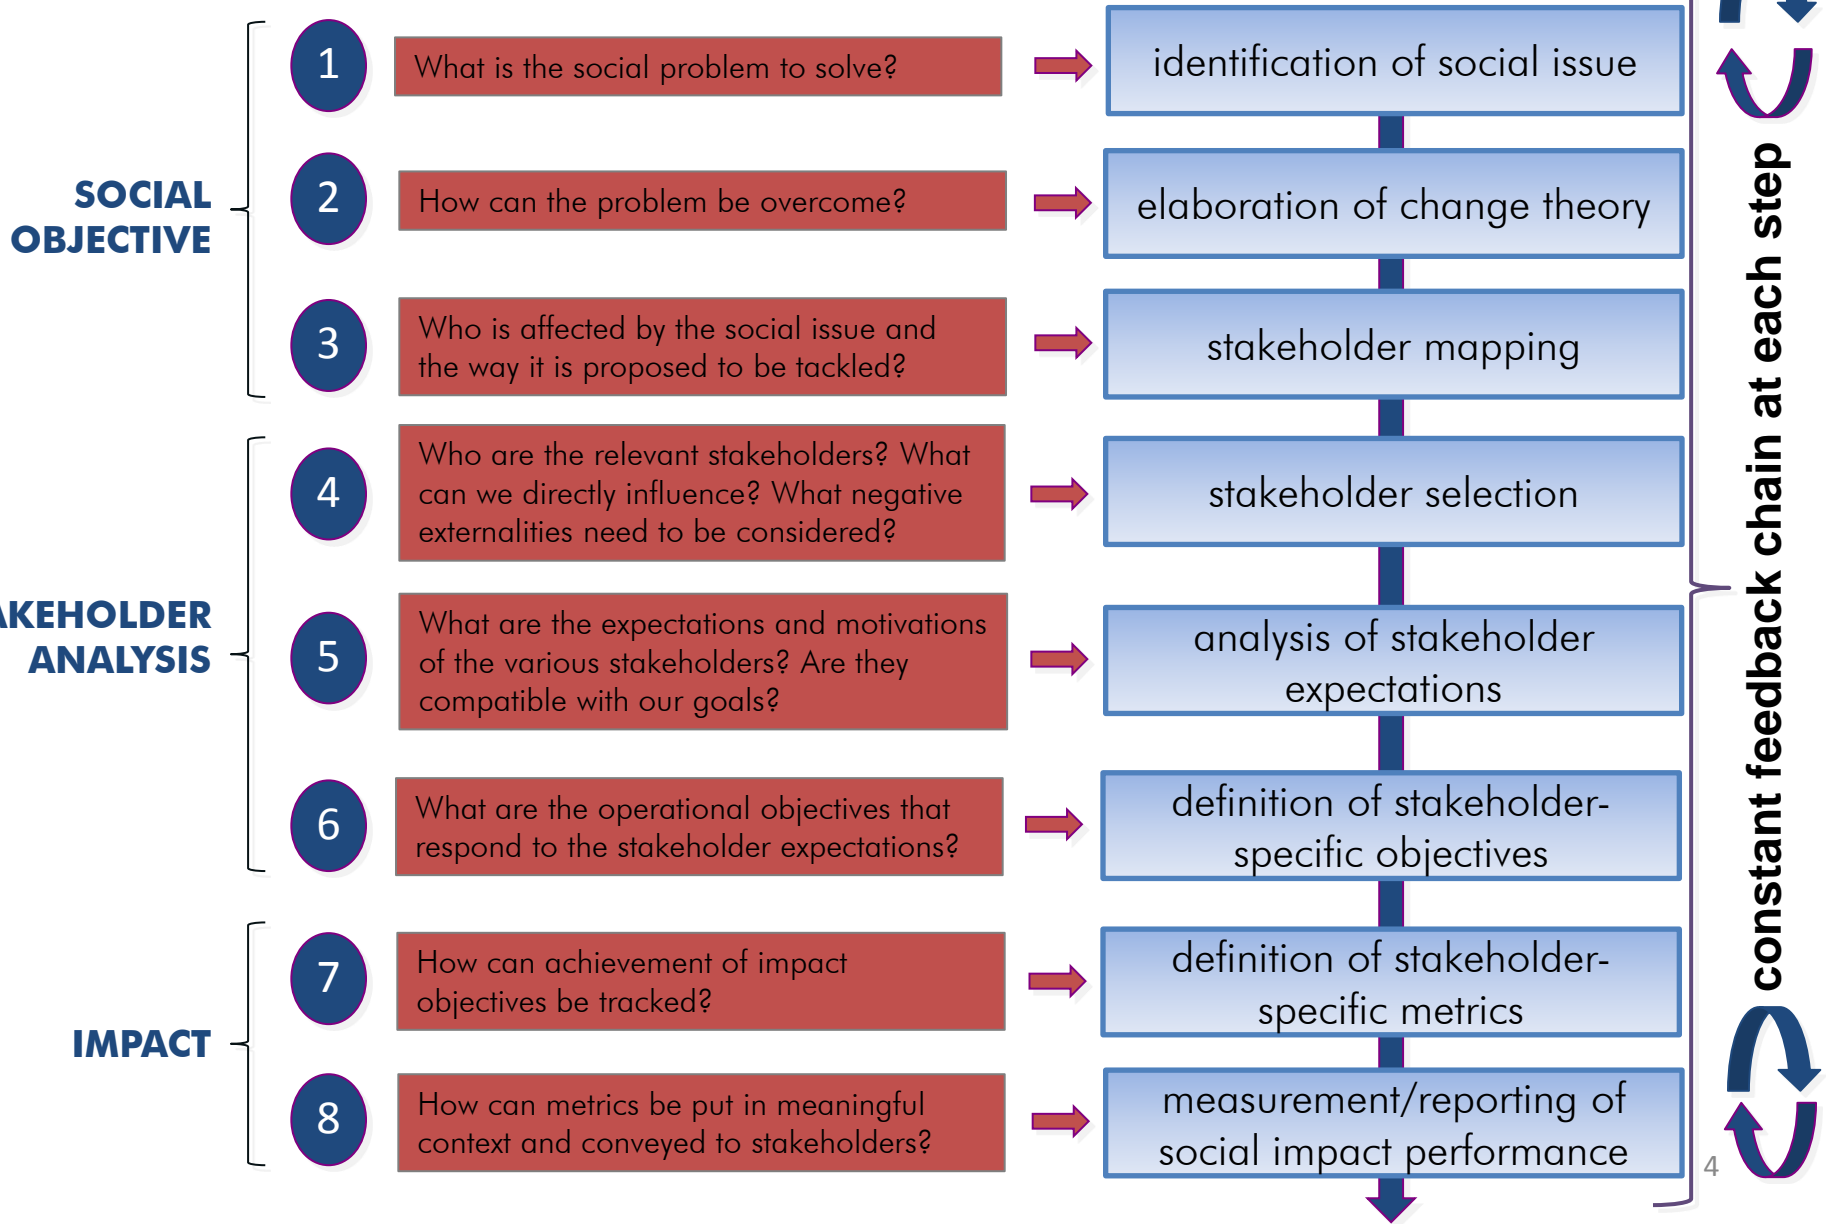 1
What is the social problem to solve?
identification of social issue
SOCIAL
OBJECTIVE
2
How can the problem be overcome?
elaboration of change theory
3
Who is affected by the social issue and
the way it is proposed to be tackled?
stakeholder mapping
4
Who are the relevant stakeholders? What
can we directly influence? What negative
externalities need to be considered?
stakeholder selection
AKEHOLDER
ANALYSIS
5
What are the expectations and motivations
of the various stakeholders? Are they
compatible with our goals?
analysis of stakeholder
expectations
6
What are the operational objectives that
respond to the stakeholder expectations?
definition of stakeholder-
specific objectives
IMPACT
7
How can achievement of impact
objectives be tracked?
definition of stakeholder-
specific metrics
8
How can metrics be put in meaningful
context and conveyed to stakeholders?
measurement/reporting of
social impact performance
constant feedback chain at each step
4